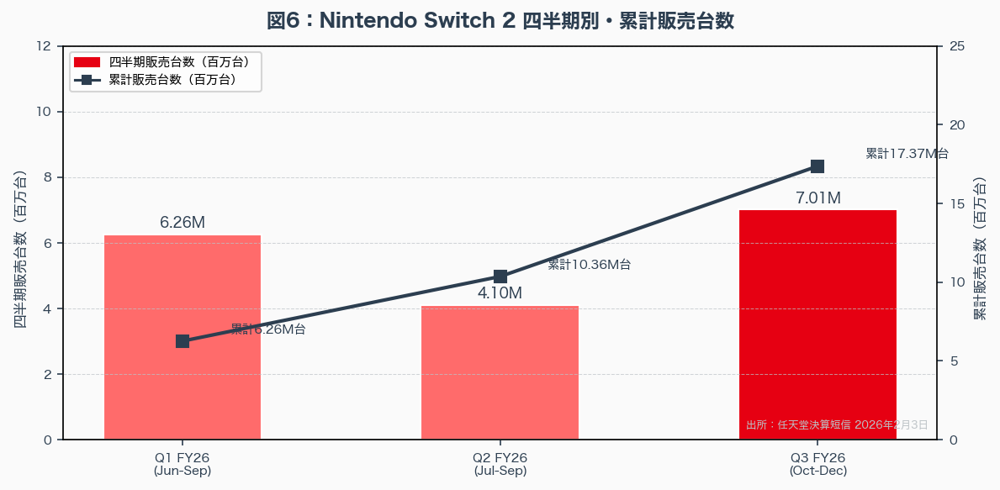 図6：Nintendo Switch 2 四半期別・累計販売台数
四半期販売台数（百万台）
累計販売台数（百万台）
四半期販売台数（百万台）
12
10
8
6
4
2
0
6.26M
累計6.26M台
4.10M
累計10.36M台
7.01M
累計17.37M台
25
20
15
10
5
0
累計販売台数（百万台）
出所：任天堂決算短信 2026年2月3日
Q1 FY26
(Jun-Sep)
Q2 FY26
(Jul-Sep)
Q3 FY26
(Oct-Dec)